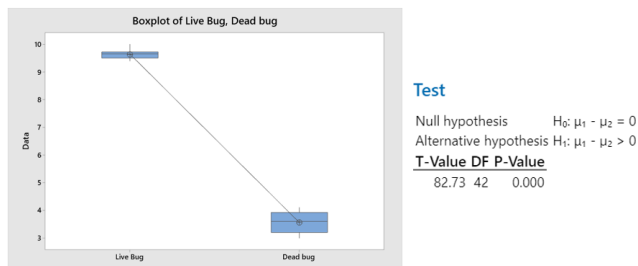 Boxplot of Live Bug, Dead bug
10
9
8
7
6
5
4
3
Data
Live Bug
Dead bug
Test
Null hypothesis H₀: μ₁ - μ₂ = 0
Alternative hypothesis H₁: μ₁ - μ₂ > 0
T-Value DF P-Value
82.73 42 0.000